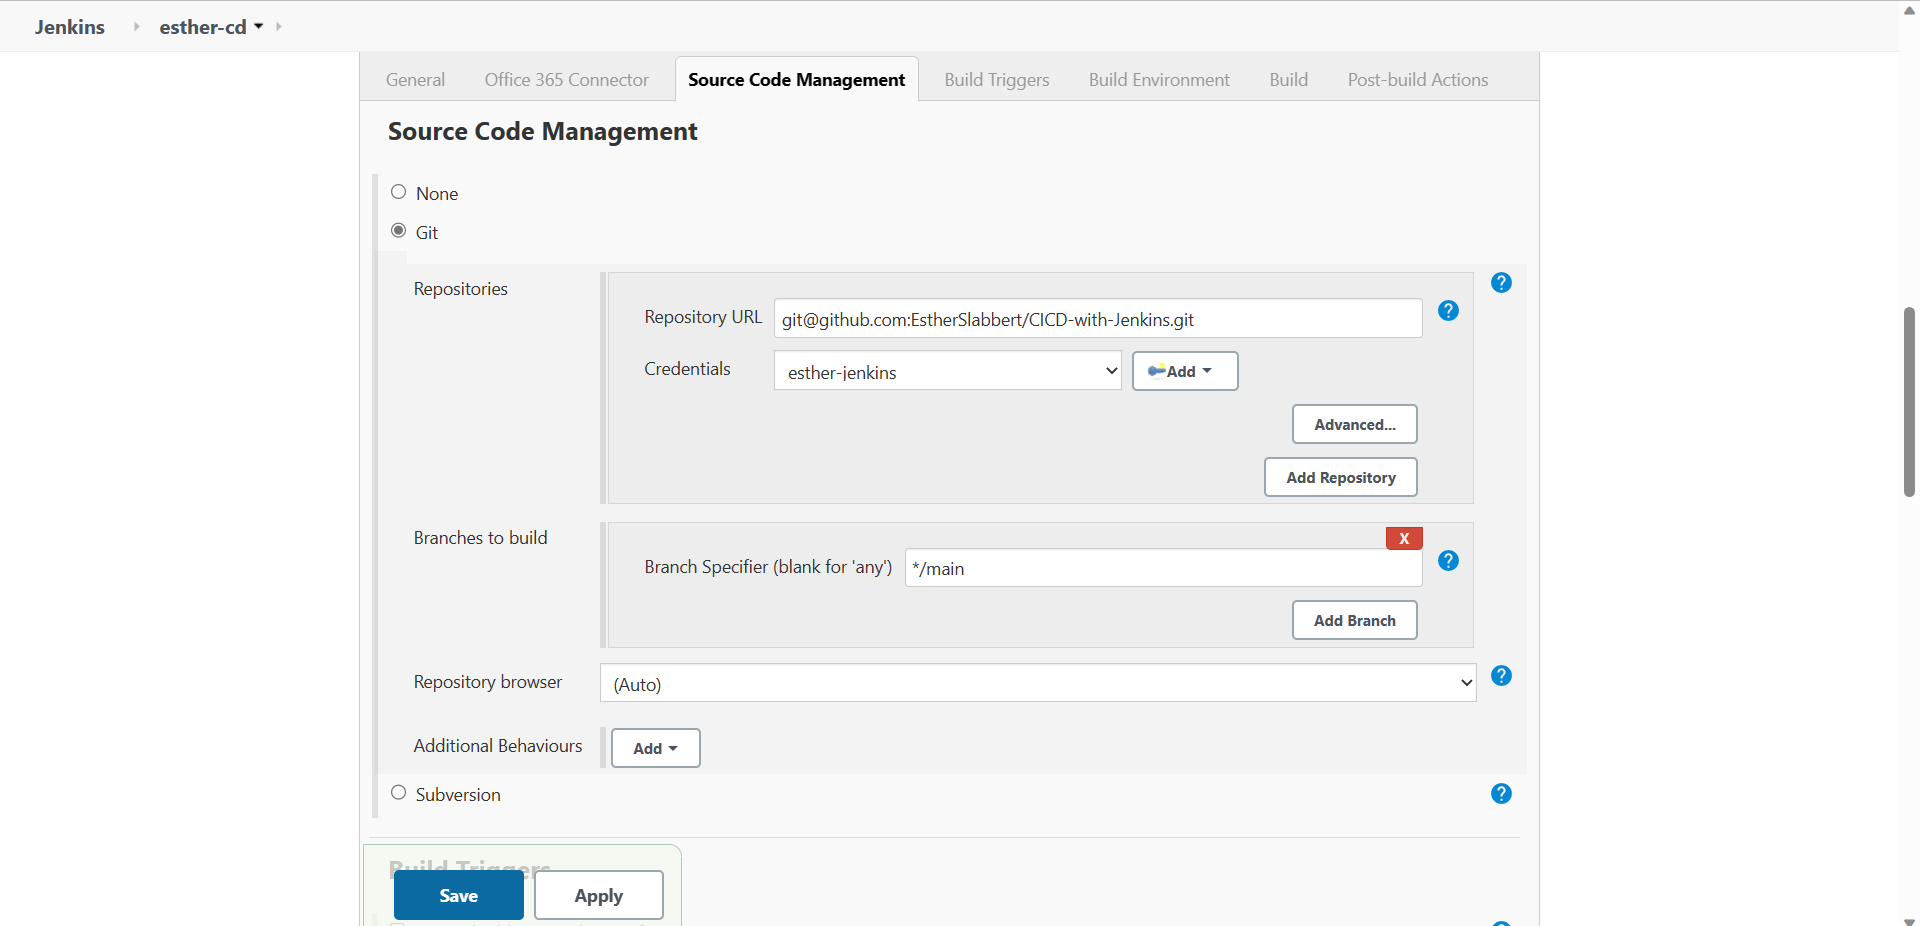 Jenkins esther-cd
General Office 365 Connector Source Code Management Build Triggers Build Environment Build Post-build Actions
Source Code Management
None
Git
Repositories
?
Repository URL git@github.com:EstherSlabbert/CICD-with-Jenkins.git ?
Credentials esther-jenkins Add
Advanced...
Add Repository
Branches to build
X
Branch Specifier (blank for 'any') */main ?
Add Branch
Repository browser (Auto) ?
Additional Behaviours Add
Subversion ?
Build Triggers
Save Apply